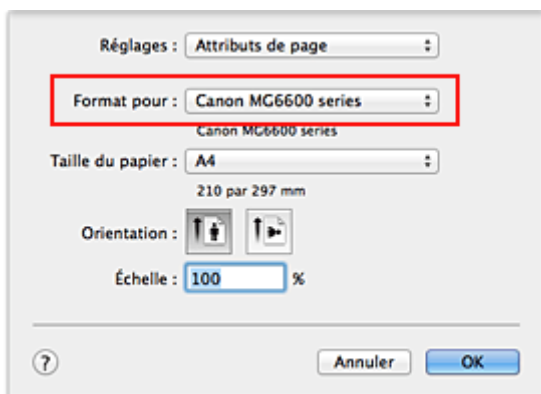 Réglages : Attributs de page
Format pour : Canon MG6600 series
Canon MG6600 series
Taille du papier : A4
210 par 297 mm
Orientation :
Échelle : 100 %
? Annuler OK